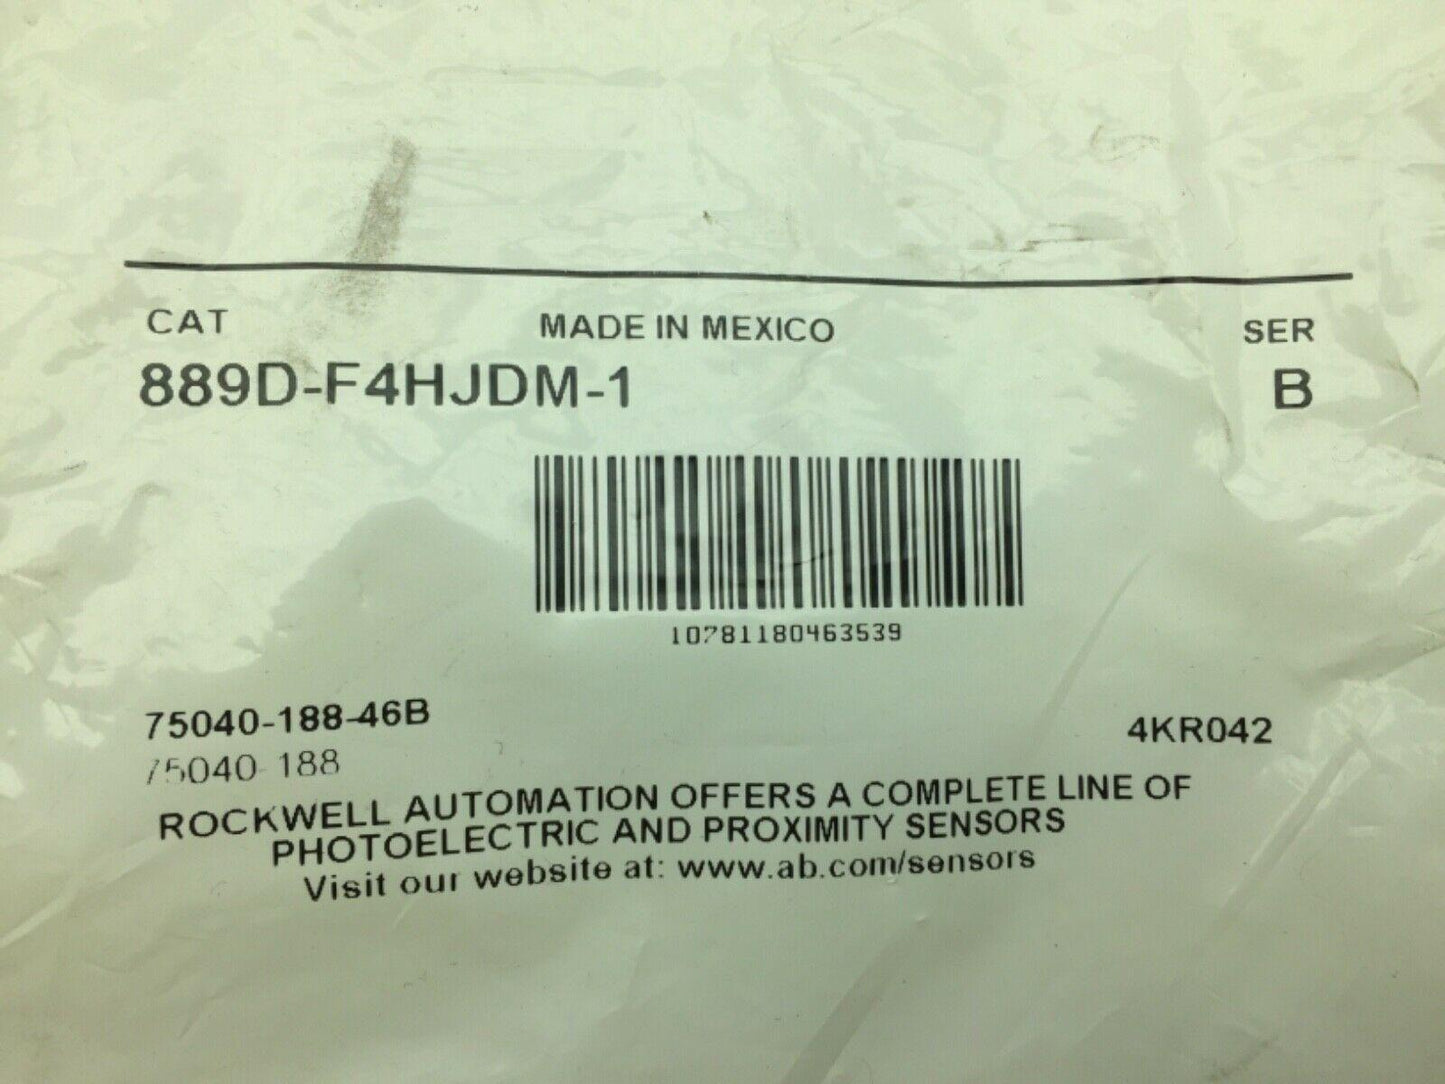 CAT MADE IN MEXICO SER
889D-F4HJDM-1 B
10781180463539
75040-188-46B 4KR042
75040-188
ROCKWELL AUTOMATION OFFERS A COMPLETE LINE OF
PHOTOELECTRIC AND PROXIMITY SENSORS
Visit our website at: www.ab.com/sensors